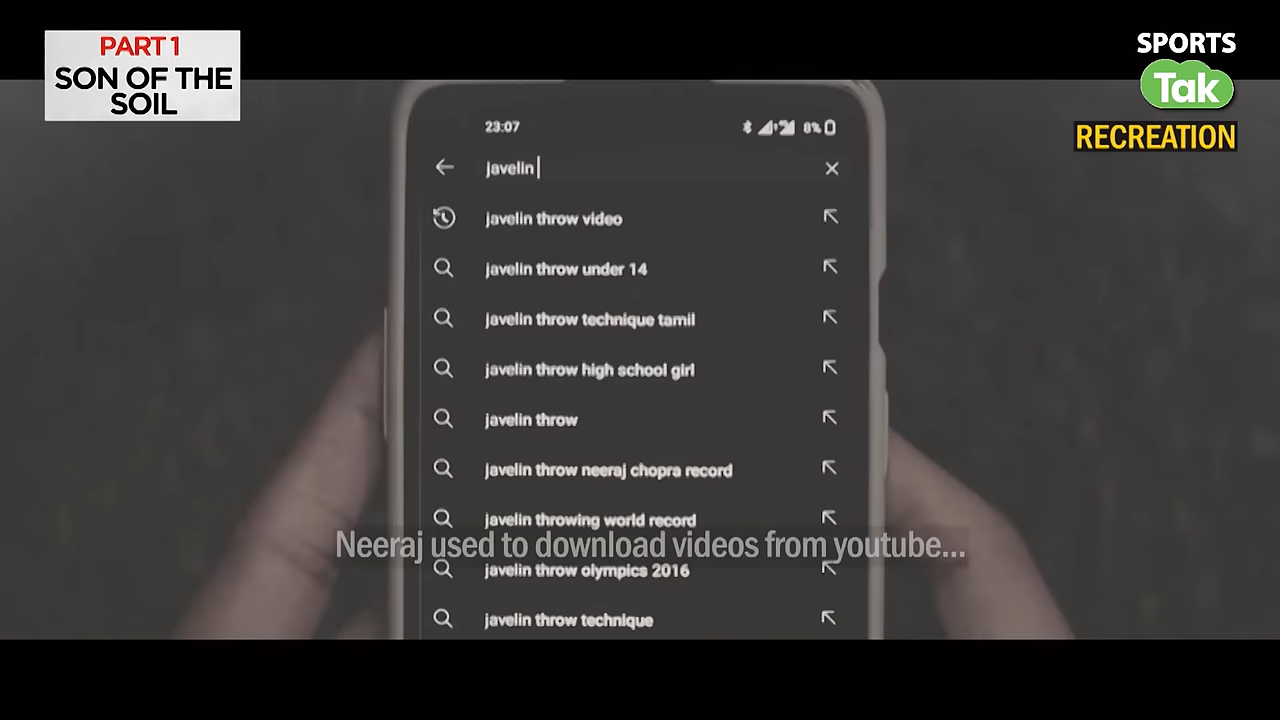 PART 1
SON OF THE
SOIL
SPORTS
Tak
RECREATION
23:07
8%
javelin
javelin throw video
javelin throw under 14
javelin throw technique tamil
javelin throw high school girl
javelin throw
javelin throw neeraj chopra record
javelin throwing world record
Neeraj used to download videos from youtube...
javelin throw olympics 2016
javelin throw technique